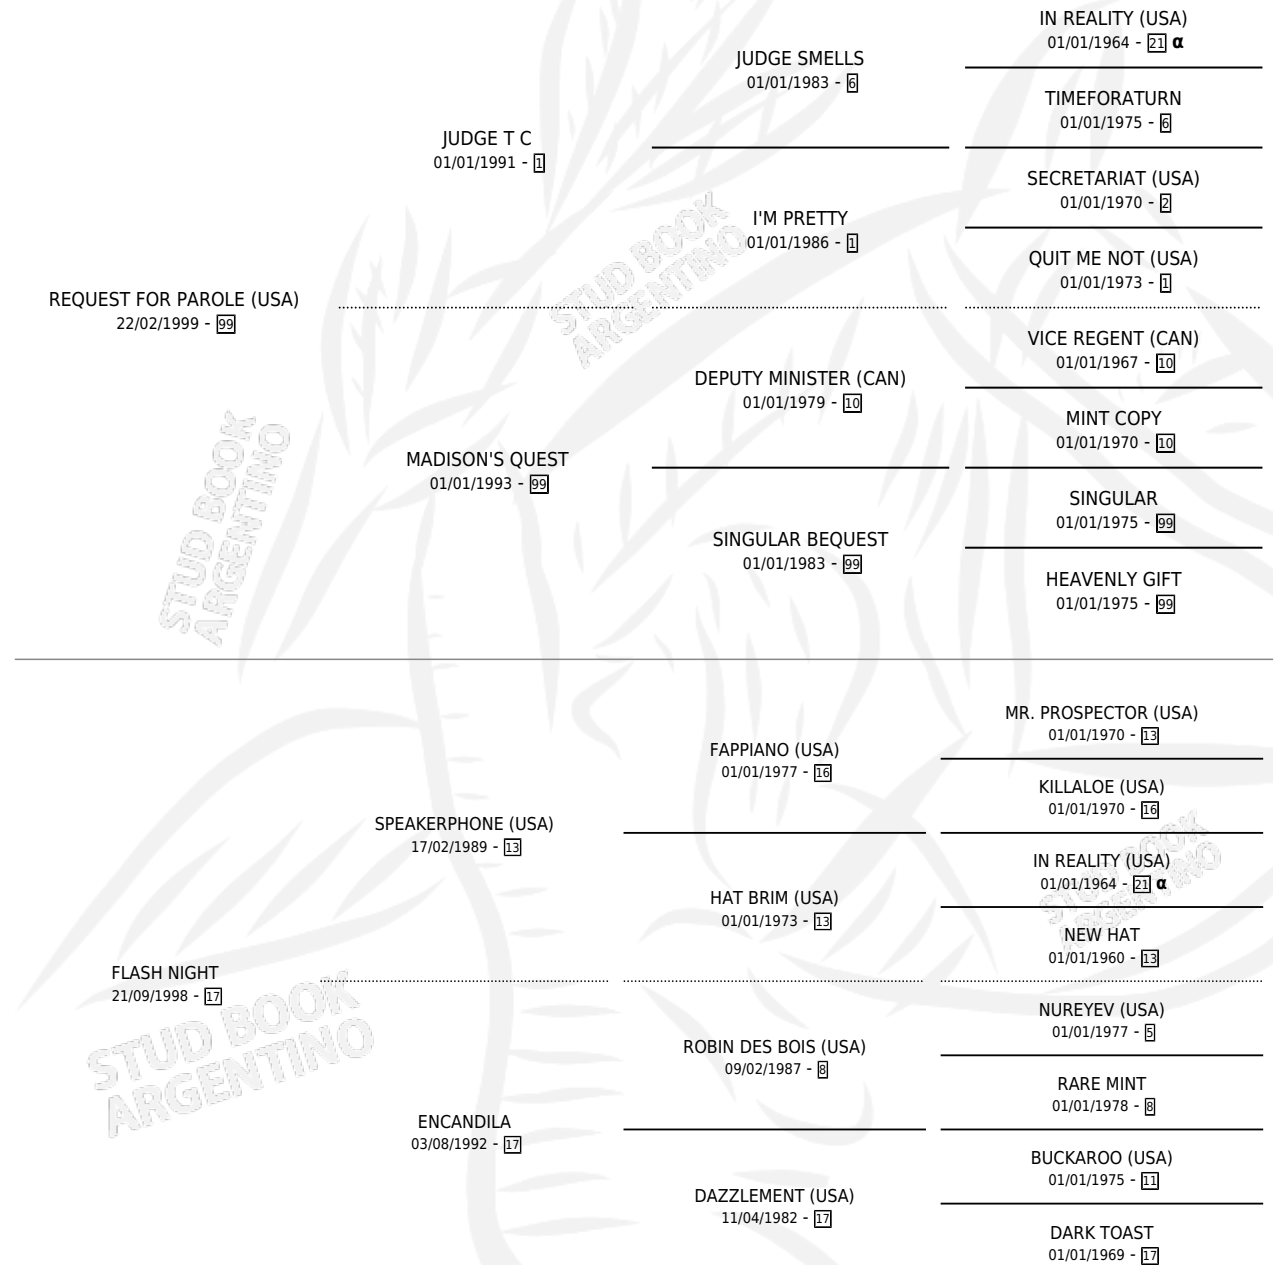 IN REALITY (USA)
01/01/1964 - 21 α
JUDGE SMELLS
01/01/1983 - 6
TIMEFORATURN
01/01/1975 - 6
JUDGE T C
01/01/1991 - 1
SECRETARIAT (USA)
01/01/1970 - 2
I'M PRETTY
01/01/1986 - 1
QUIT ME NOT (USA)
01/01/1973 - 1
REQUEST FOR PAROLE (USA)
22/02/1999 - 99
VICE REGENT (CAN)
01/01/1967 - 10
DEPUTY MINISTER (CAN)
01/01/1979 - 10
MINT COPY
01/01/1970 - 10
MADISON'S QUEST
01/01/1993 - 99
SINGULAR
01/01/1975 - 99
SINGULAR BEQUEST
01/01/1983 - 99
HEAVENLY GIFT
01/01/1975 - 99
MR. PROSPECTOR (USA)
01/01/1970 - 13
FAPPIANO (USA)
01/01/1977 - 16
KILLALOE (USA)
01/01/1970 - 16
SPEAKERPHONE (USA)
17/02/1989 - 13
IN REALITY (USA)
01/01/1964 - 21 α
HAT BRIM (USA)
01/01/1973 - 13
NEW HAT
01/01/1960 - 13
FLASH NIGHT
21/09/1998 - 17
NUREYEV (USA)
01/01/1977 - 5
ROBIN DES BOIS (USA)
09/02/1987 - 8
RARE MINT
01/01/1978 - 8
ENCANDILA
03/08/1992 - 17
BUCKAROO (USA)
01/01/1975 - 11
DAZZLEMENT (USA)
11/04/1982 - 17
DARK TOAST
01/01/1969 - 17
STUD BOOK
ARGENTINO
STUD BOOK
ARGENTINO
STUD BOOK
ARGENTINO
STUD BOOK
ARGENTINO